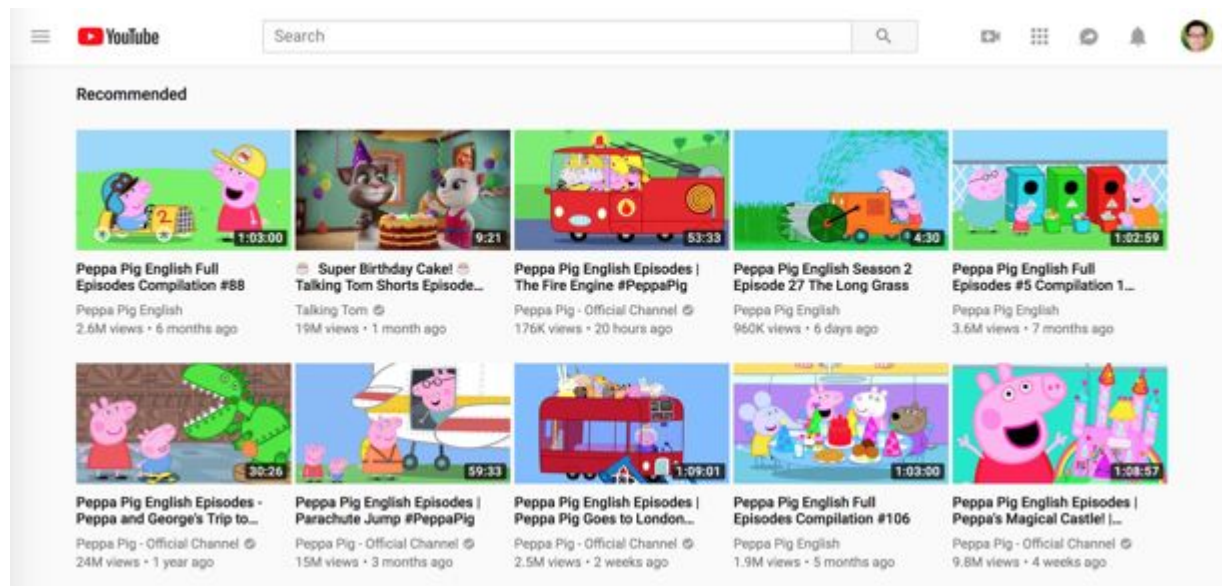 YouTube
Search
Recommended
2
1:03:00
9:21
53:33
4:30
1:02:59
Peppa Pig English Full
Episodes Compilation #88
Peppa Pig English
2.6M views • 6 months ago
Super Birthday Cake!
Talking Tom Shorts Episode...
Talking Tom
19M views • 1 month ago
Peppa Pig English Episodes |
The Fire Engine #PeppaPig
Peppa Pig - Official Channel
176K views • 20 hours ago
Peppa Pig English Season 2
Episode 27 The Long Grass
Peppa Pig English
960K views • 6 days ago
Peppa Pig English Full
Episodes #5 Compilation 1...
Peppa Pig English
3.6M views • 7 months ago
30:26
59:33
1:09:01
1:03:00
1:08:57
Peppa Pig English Episodes -
Peppa and George's Trip to...
Peppa Pig - Official Channel
24M views • 1 year ago
Peppa Pig English Episodes |
Parachute Jump #PeppaPig
Peppa Pig - Official Channel
15M views • 3 months ago
Peppa Pig English Episodes |
Peppa Pig Goes to London...
Peppa Pig - Official Channel
2.5M views • 2 weeks ago
Peppa Pig English Full
Episodes Compilation #106
Peppa Pig English
1.9M views • 5 months ago
Peppa Pig English Episodes |
Peppa's Magical Castle! |...
Peppa Pig - Official Channel
9.8M views • 4 weeks ago